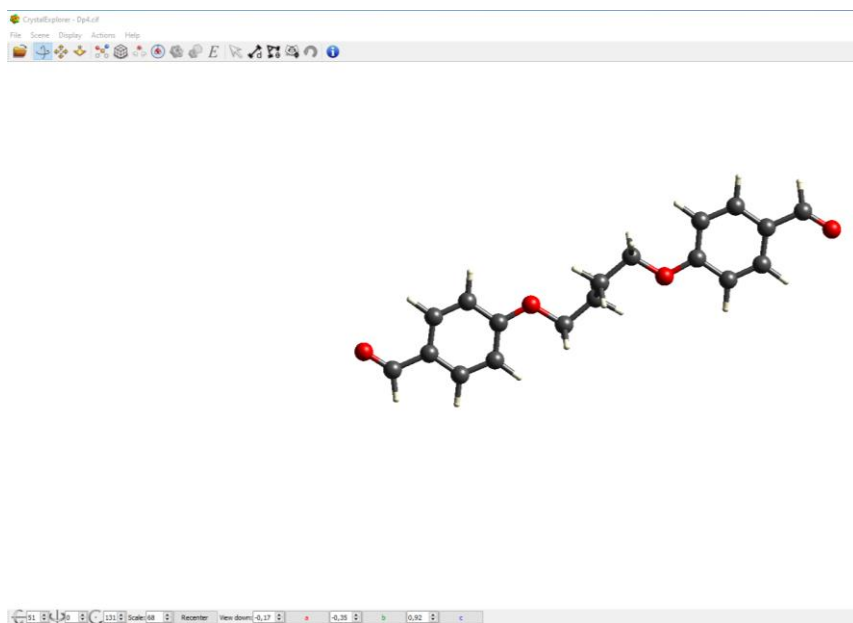 CrystalExplorer - Dp4.cif
File Scene Display Actions Help
E
51 0 131 Scale: 68 Recenter View down: -0,17 a -0,35 b 0,92 c